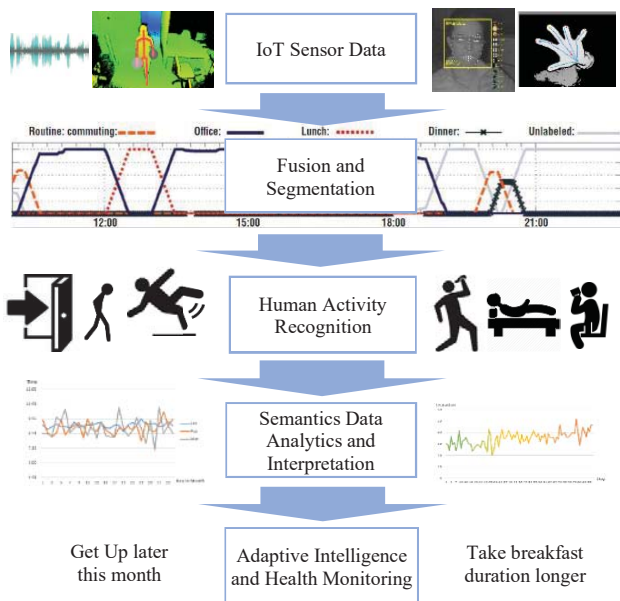 IoT Sensor Data
Routine: commuting: Office: Lunch: Dinner: Unlabeled:
Fusion and
Segmentation
12:00 15:00 18:00 21:00
Human Activity
Recognition
Semantics Data
Analytics and
Interpretation
Get Up later
this month
Adaptive Intelligence
and Health Monitoring
Take breakfast
duration longer